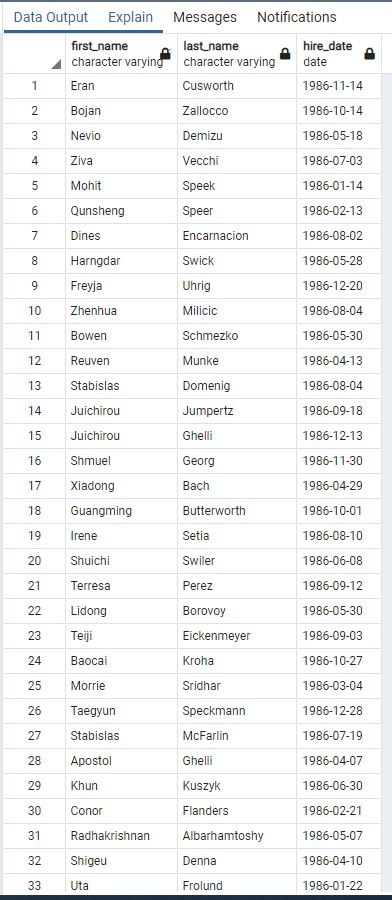 Data Output Explain Messages Notifications
first_name last_name hire_date
character varying character varying date
1 Eran Cusworth 1986-11-14
2 Bojan Zallocco 1986-10-14
3 Nevio Demizu 1986-05-18
4 Ziva Vecchi 1986-07-03
5 Mohit Speek 1986-01-14
6 Qunsheng Speer 1986-02-13
7 Dines Encarnacion 1986-08-02
8 Harngdar Swick 1986-05-28
9 Freyja Uhrig 1986-12-20
10 Zhenhua Milicic 1986-08-04
11 Bowen Schmezko 1986-05-30
12 Reuven Munke 1986-04-13
13 Stabislas Domenig 1986-08-04
14 Juichirou Jumpertz 1986-09-18
15 Juichirou Ghelli 1986-12-13
16 Shmuel Georg 1986-11-30
17 Xiadong Bach 1986-04-29
18 Guangming Butterworth 1986-10-01
19 Irene Setia 1986-08-10
20 Shuichi Swiler 1986-06-08
21 Terresa Perez 1986-09-12
22 Lidong Borovoy 1986-05-30
23 Teiji Eickenmeyer 1986-09-03
24 Baocai Kroha 1986-10-27
25 Morrie Sridhar 1986-03-04
26 Taegyun Speckmann 1986-12-28
27 Stabislas McFarlin 1986-07-19
28 Apostol Ghelli 1986-04-07
29 Khun Kuszyk 1986-06-30
30 Conor Flanders 1986-02-21
31 Radhakrishnan Albarhamtoshy 1986-05-07
32 Shigeu Denna 1986-04-10
33 Uta Frolund 1986-01-22